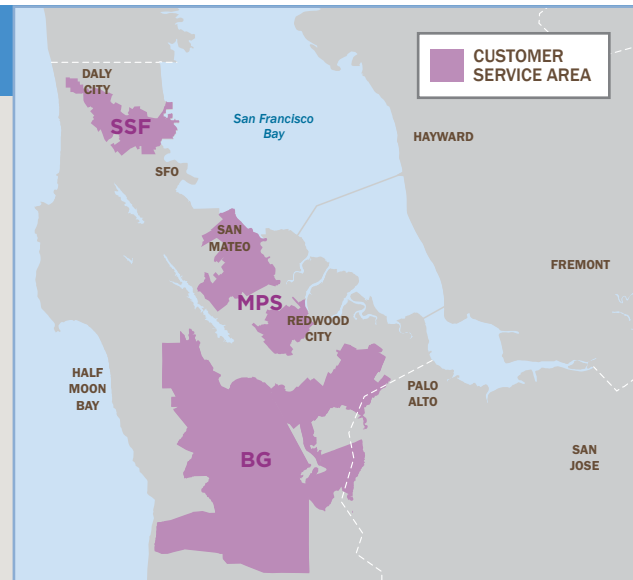 CUSTOMER
SERVICE AREA
DALY
CITY
SSF
San Francisco
Bay
HAYWARD
SFO
SAN
MATEO
FREMONT
MPS
REDWOOD
CITY
HALF
MOON
BAY
PALO
ALTO
BG
SAN
JOSE